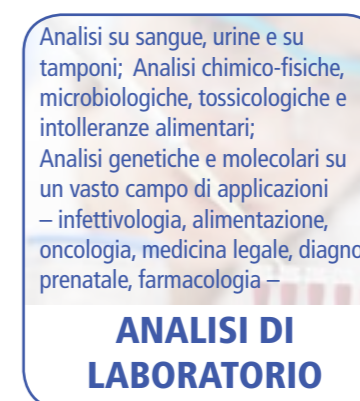 Analisi su sangue, urine e su
tamponi; Analisi chimico-fisiche,
microbiologiche, tossicologiche e
intolleranze alimentari;
Analisi genetiche e molecolari su
un vasto campo di applicazioni
– infettivologia, alimentazione,
oncologia, medicina legale, diagno
prenatale, farmacologia –
ANALISI DI
LABORATORIO